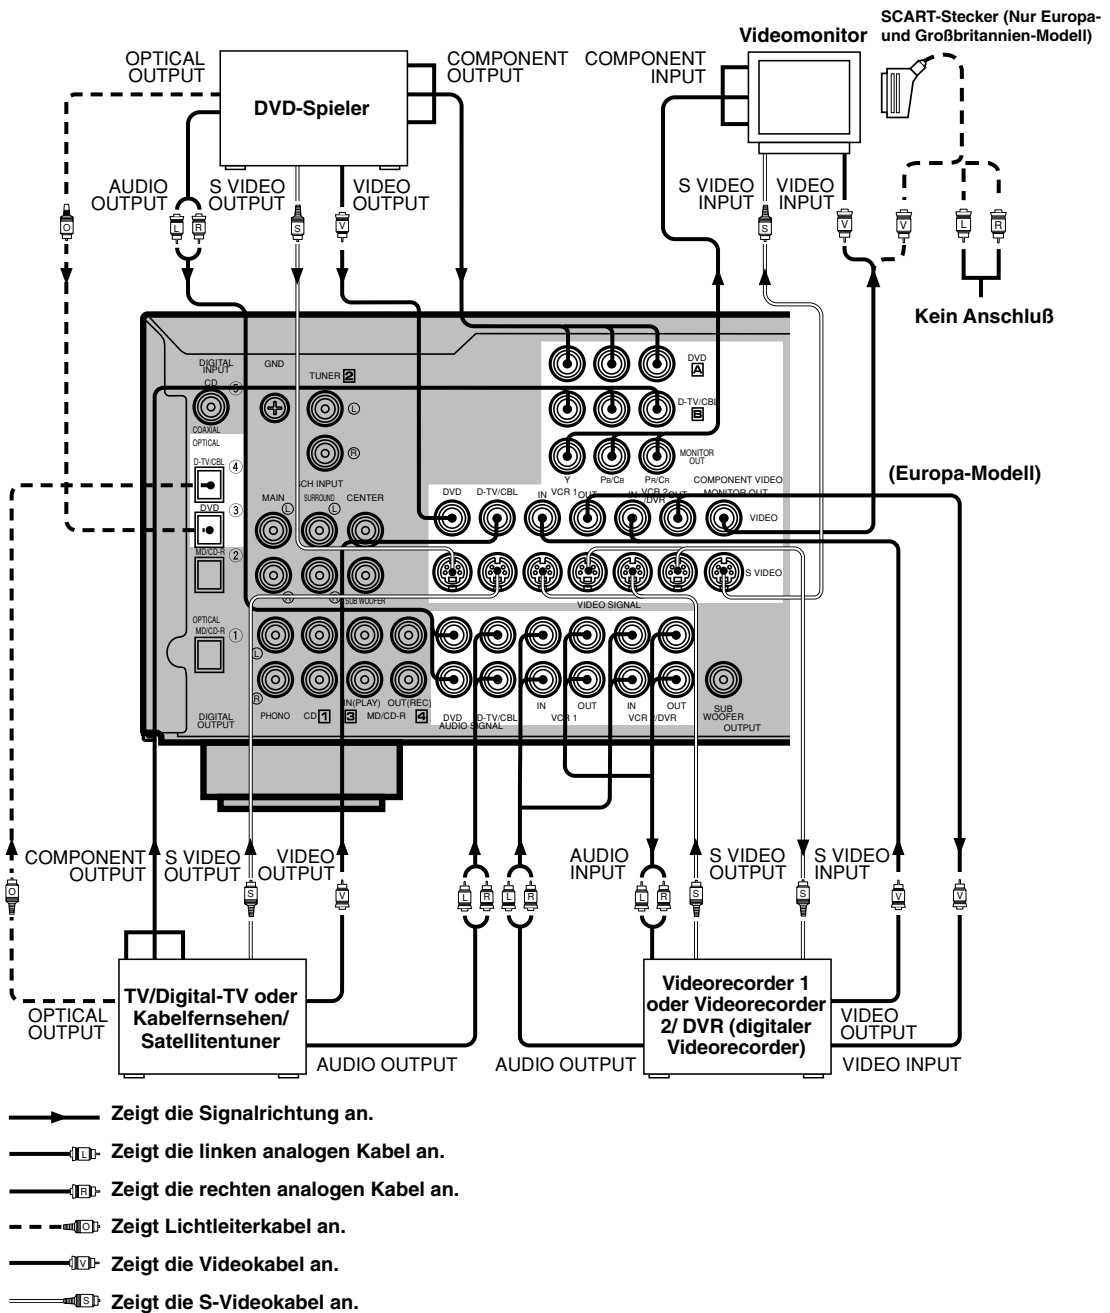 SCART-Stecker (Nur Europa-
und Großbritannien-Modell)
Videomonitor
OPTICAL
OUTPUT
COMPONENT
OUTPUT
COMPONENT
INPUT
DVD-Spieler
AUDIO
OUTPUT
S VIDEO
OUTPUT
VIDEO
OUTPUT
S VIDEO
INPUT
VIDEO
INPUT
O
L
R
S
V
S
V
V
L
R
Kein Anschluß
DIGITAL
INPUT
CD
5
COAXIAL
GND
TUNER 2
L
R
DVD
A
D-TV/CBL
B
MONITOR
OUT
Y
PB/CB
PR/CR
COMPONENT VIDEO
(Europa-Modell)
OPTICAL
D-TV/CBL
4
DVD
3
MD/CD-R
2
OPTICAL
MD/CD-R
1
DIGITAL
OUTPUT
6CH INPUT
MAIN
SURROUND
CENTER
L
L
R
R
SUB WOOFER
DVD
D-TV/CBL
IN
VCR 1
OUT
IN
VCR 2
/DVR
OUT
MONITOR OUT
VIDEO
S VIDEO
VIDEO SIGNAL
L
R
PHONO
CD 1
IN(PLAY)
OUT(REC)
3
MD/CD-R
4
DVD
D-TV/CBL
AUDIO SIGNAL
IN
OUT
VCR 1
IN
OUT
VCR 2/DVR
SUB
WOOFER
OUTPUT
COMPONENT
OUTPUT
S VIDEO
OUTPUT
VIDEO
OUTPUT
AUDIO
INPUT
S VIDEO
OUTPUT
S VIDEO
INPUT
O
S
V
L
R
L
R
L
R
S
S
V
V
TV/Digital-TV oder
Kabelfernsehen/
Satellitentuner
OPTICAL
OUTPUT
AUDIO OUTPUT
AUDIO OUTPUT
Videorecorder 1
oder Videorecorder
2/ DVR (digitaler
Videorecorder)
VIDEO
OUTPUT
VIDEO INPUT
Zeigt die Signalrichtung an.
L Zeigt die linken analogen Kabel an.
R Zeigt die rechten analogen Kabel an.
O Zeigt Lichtleiterkabel an.
V Zeigt die Videokabel an.
S Zeigt die S-Videokabel an.